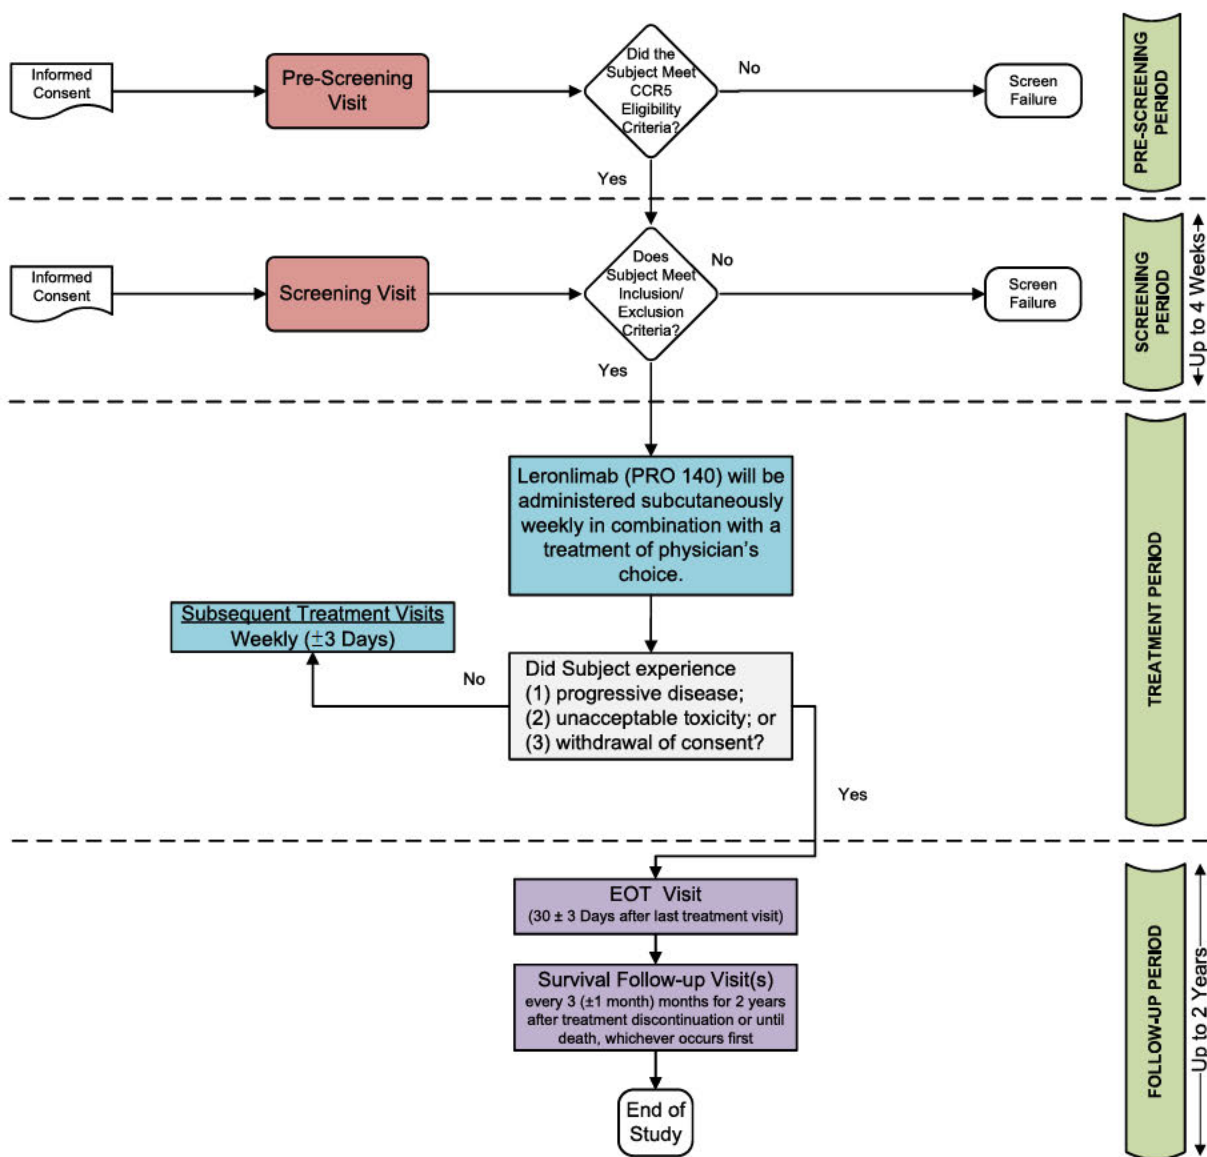 Informed
Consent
Pre-Screening
Visit
Did the
Subject Meet
CCR5
Eligibility
Criteria?
No
Screen
Failure
Yes
PRE-SCREENING
PERIOD
Informed
Consent
Screening Visit
Does
Subject Meet
Inclusion/
Exclusion
Criteria?
No
Screen
Failure
Yes
SCREENING
PERIOD
Up to 4 Weeks
Leronlimab (PRO 140) will be
administered subcutaneously
weekly in combination with a
treatment of physician's
choice.
Subsequent Treatment Visits
Weekly (±3 Days)
No
Did Subject experience
(1) progressive disease;
(2) unacceptable toxicity; or
(3) withdrawal of consent?
Yes
TREATMENT PERIOD
EOT Visit
(30 ± 3 Days after last treatment visit)
Survival Follow-up Visit(s)
every 3 (±1 month) months for 2 years
after treatment discontinuation or until
death, whichever occurs first
End of
Study
FOLLOW-UP PERIOD
Up to 2 Years